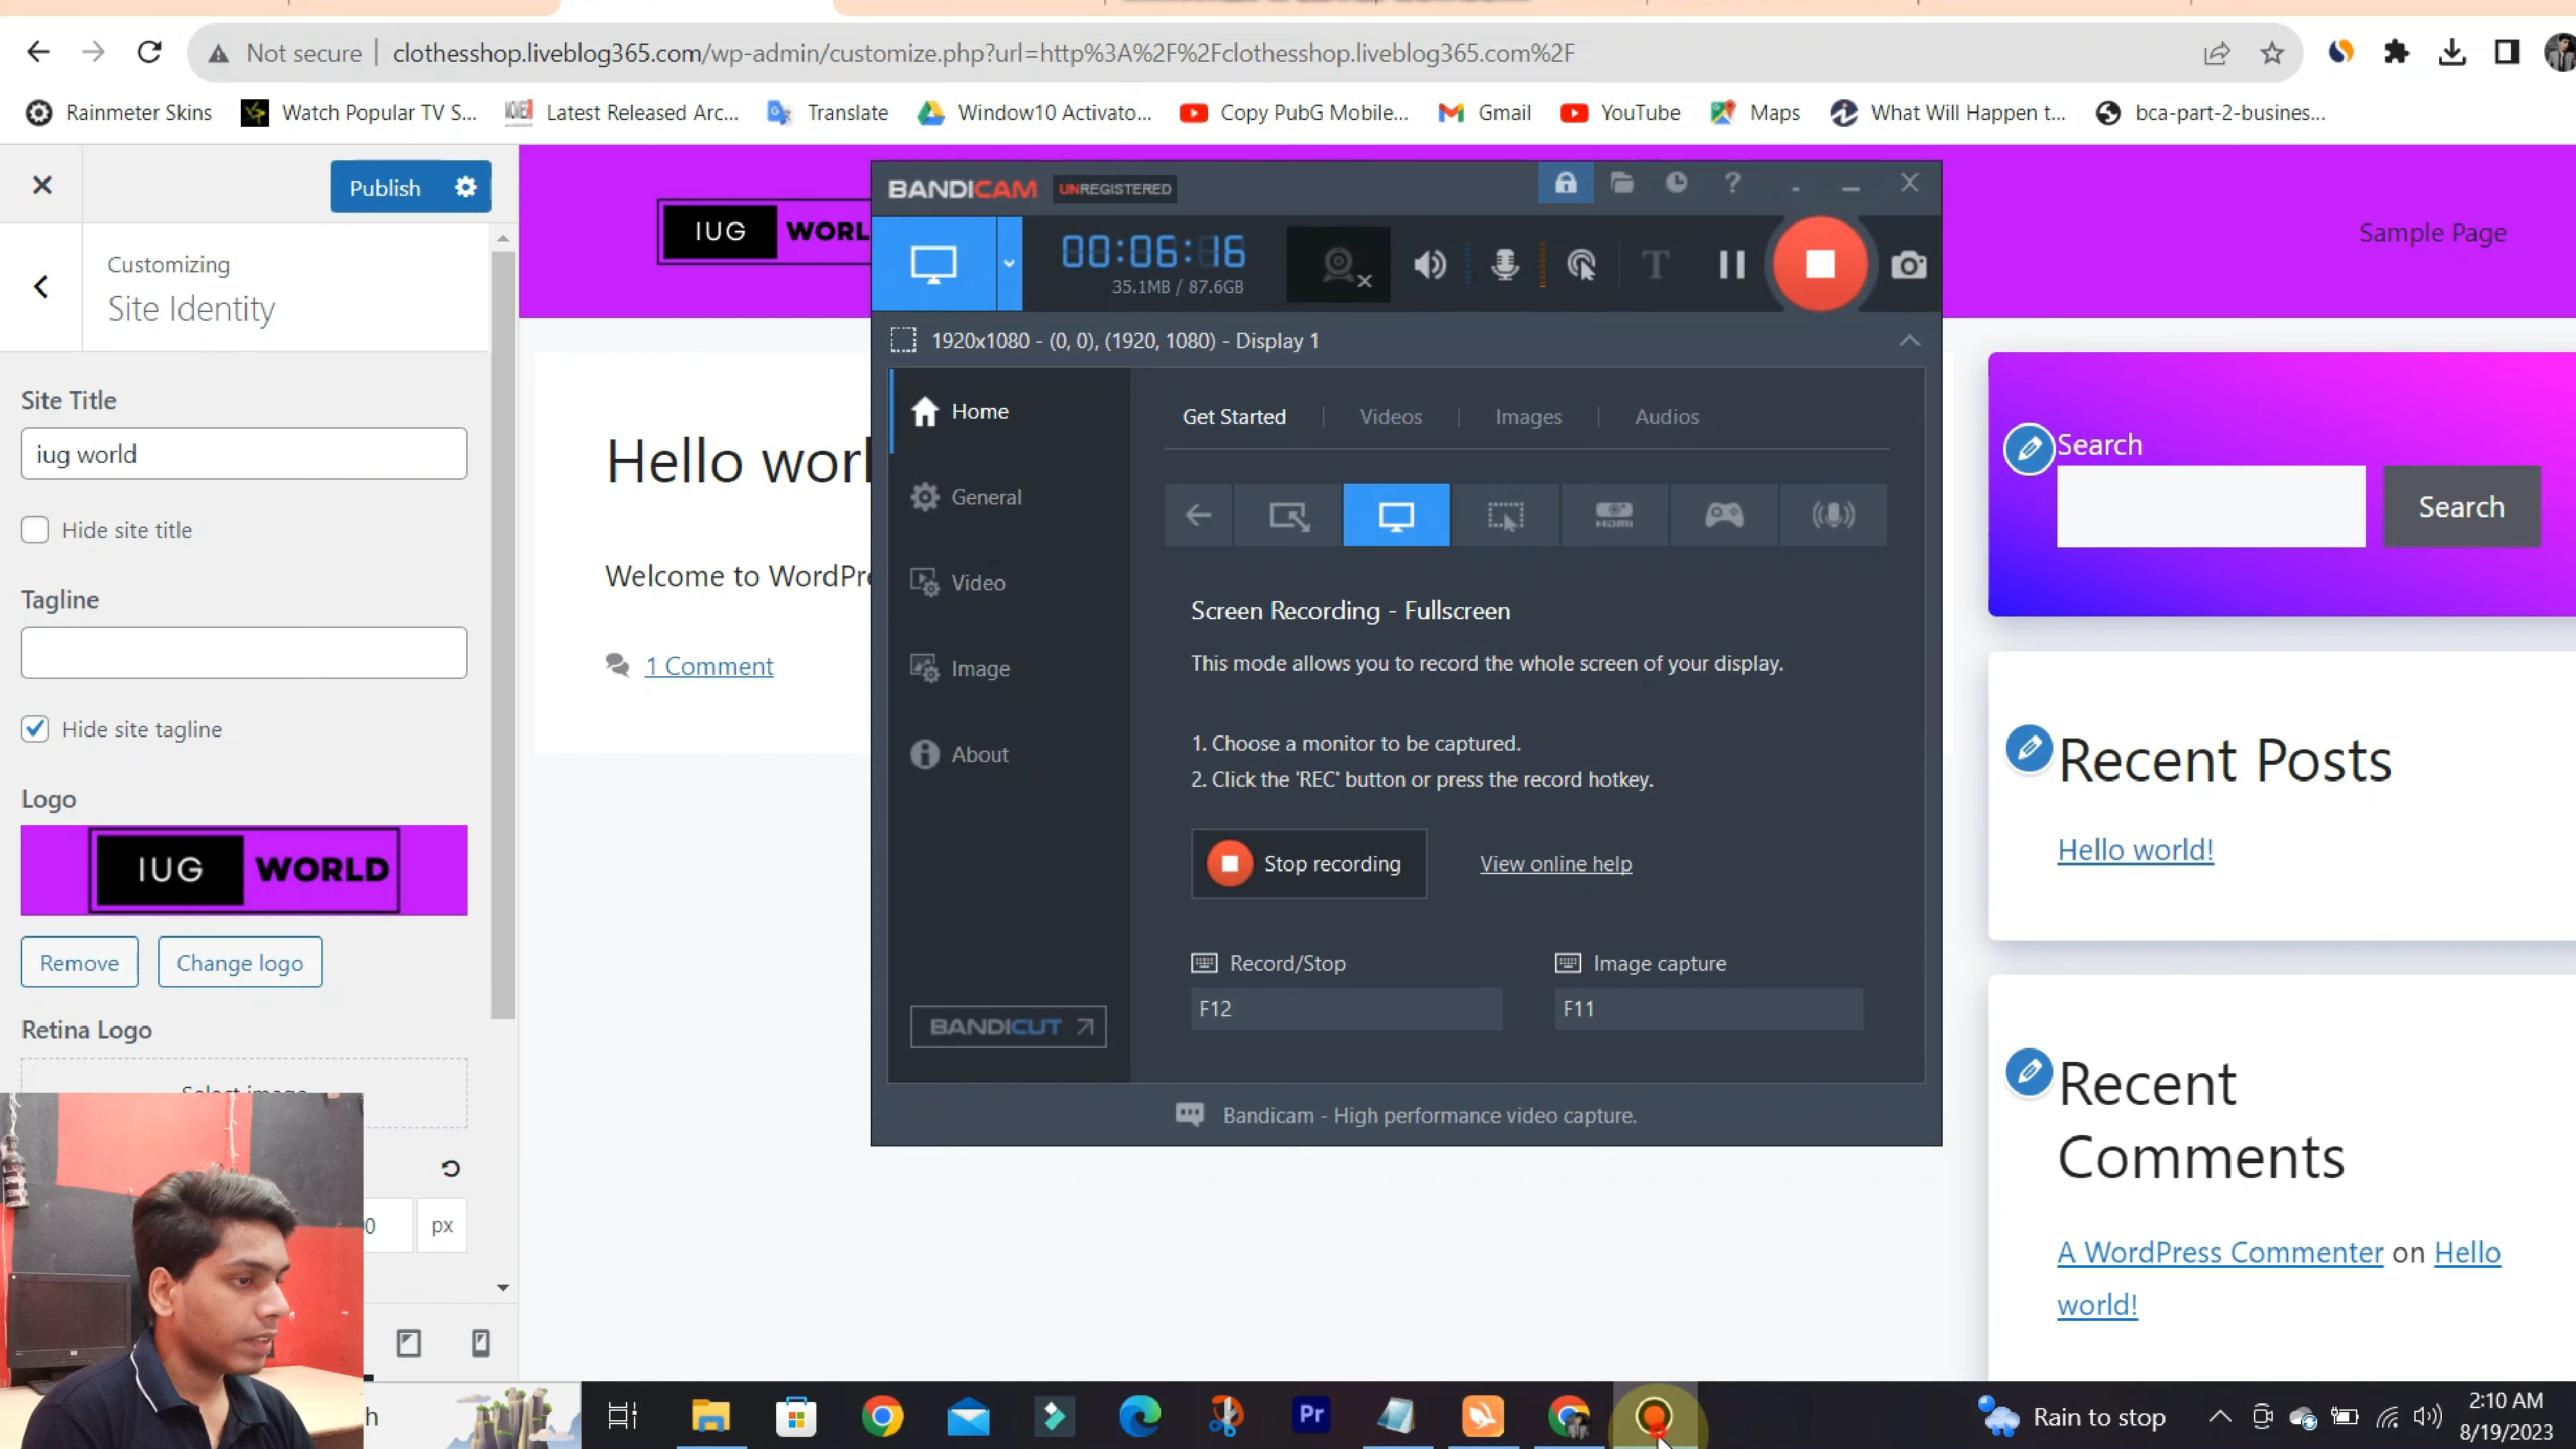 Not secure
clothesshop.liveblog365.com/wp-admin/customize.php?url=http%3A%2F%2Fclothesshop.liveblog365.com%2F
Rainmeter Skins
Watch Popular TV S...
Latest Released Arc...
Translate
Window10 Activato...
Copy PubG Mobile...
Gmail
YouTube
Maps
What Will Happen t...
bca-part-2-busines...
Publish
Customizing
Site Identity
Site Title
iug world
Hide site title
Tagline
Hide site tagline
Logo
IUG WORLD
Remove
Change logo
Retina Logo
px
IUG WORL
Hello worl
Welcome to WordPre
1 Comment
BANDICAM
UNREGISTERED
00:06:16
35.1MB / 87.6GB
1920x1080 - (0, 0), (1920, 1080) - Display 1
Home
General
Video
Image
About
BANDICUT
Get Started
Videos
Images
Audios
HDMI
Screen Recording - Fullscreen
This mode allows you to record the whole screen of your display.
1. Choose a monitor to be captured.
2. Click the 'REC' button or press the record hotkey.
Stop recording
View online help
Record/Stop
F12
Image capture
F11
Bandicam - High performance video capture.
Sample Page
Search
Search
Recent Posts
Hello world!
Recent
Comments
A WordPress Commenter on Hello
world!
h
Pr
Rain to stop
2:10 AM
8/19/2023